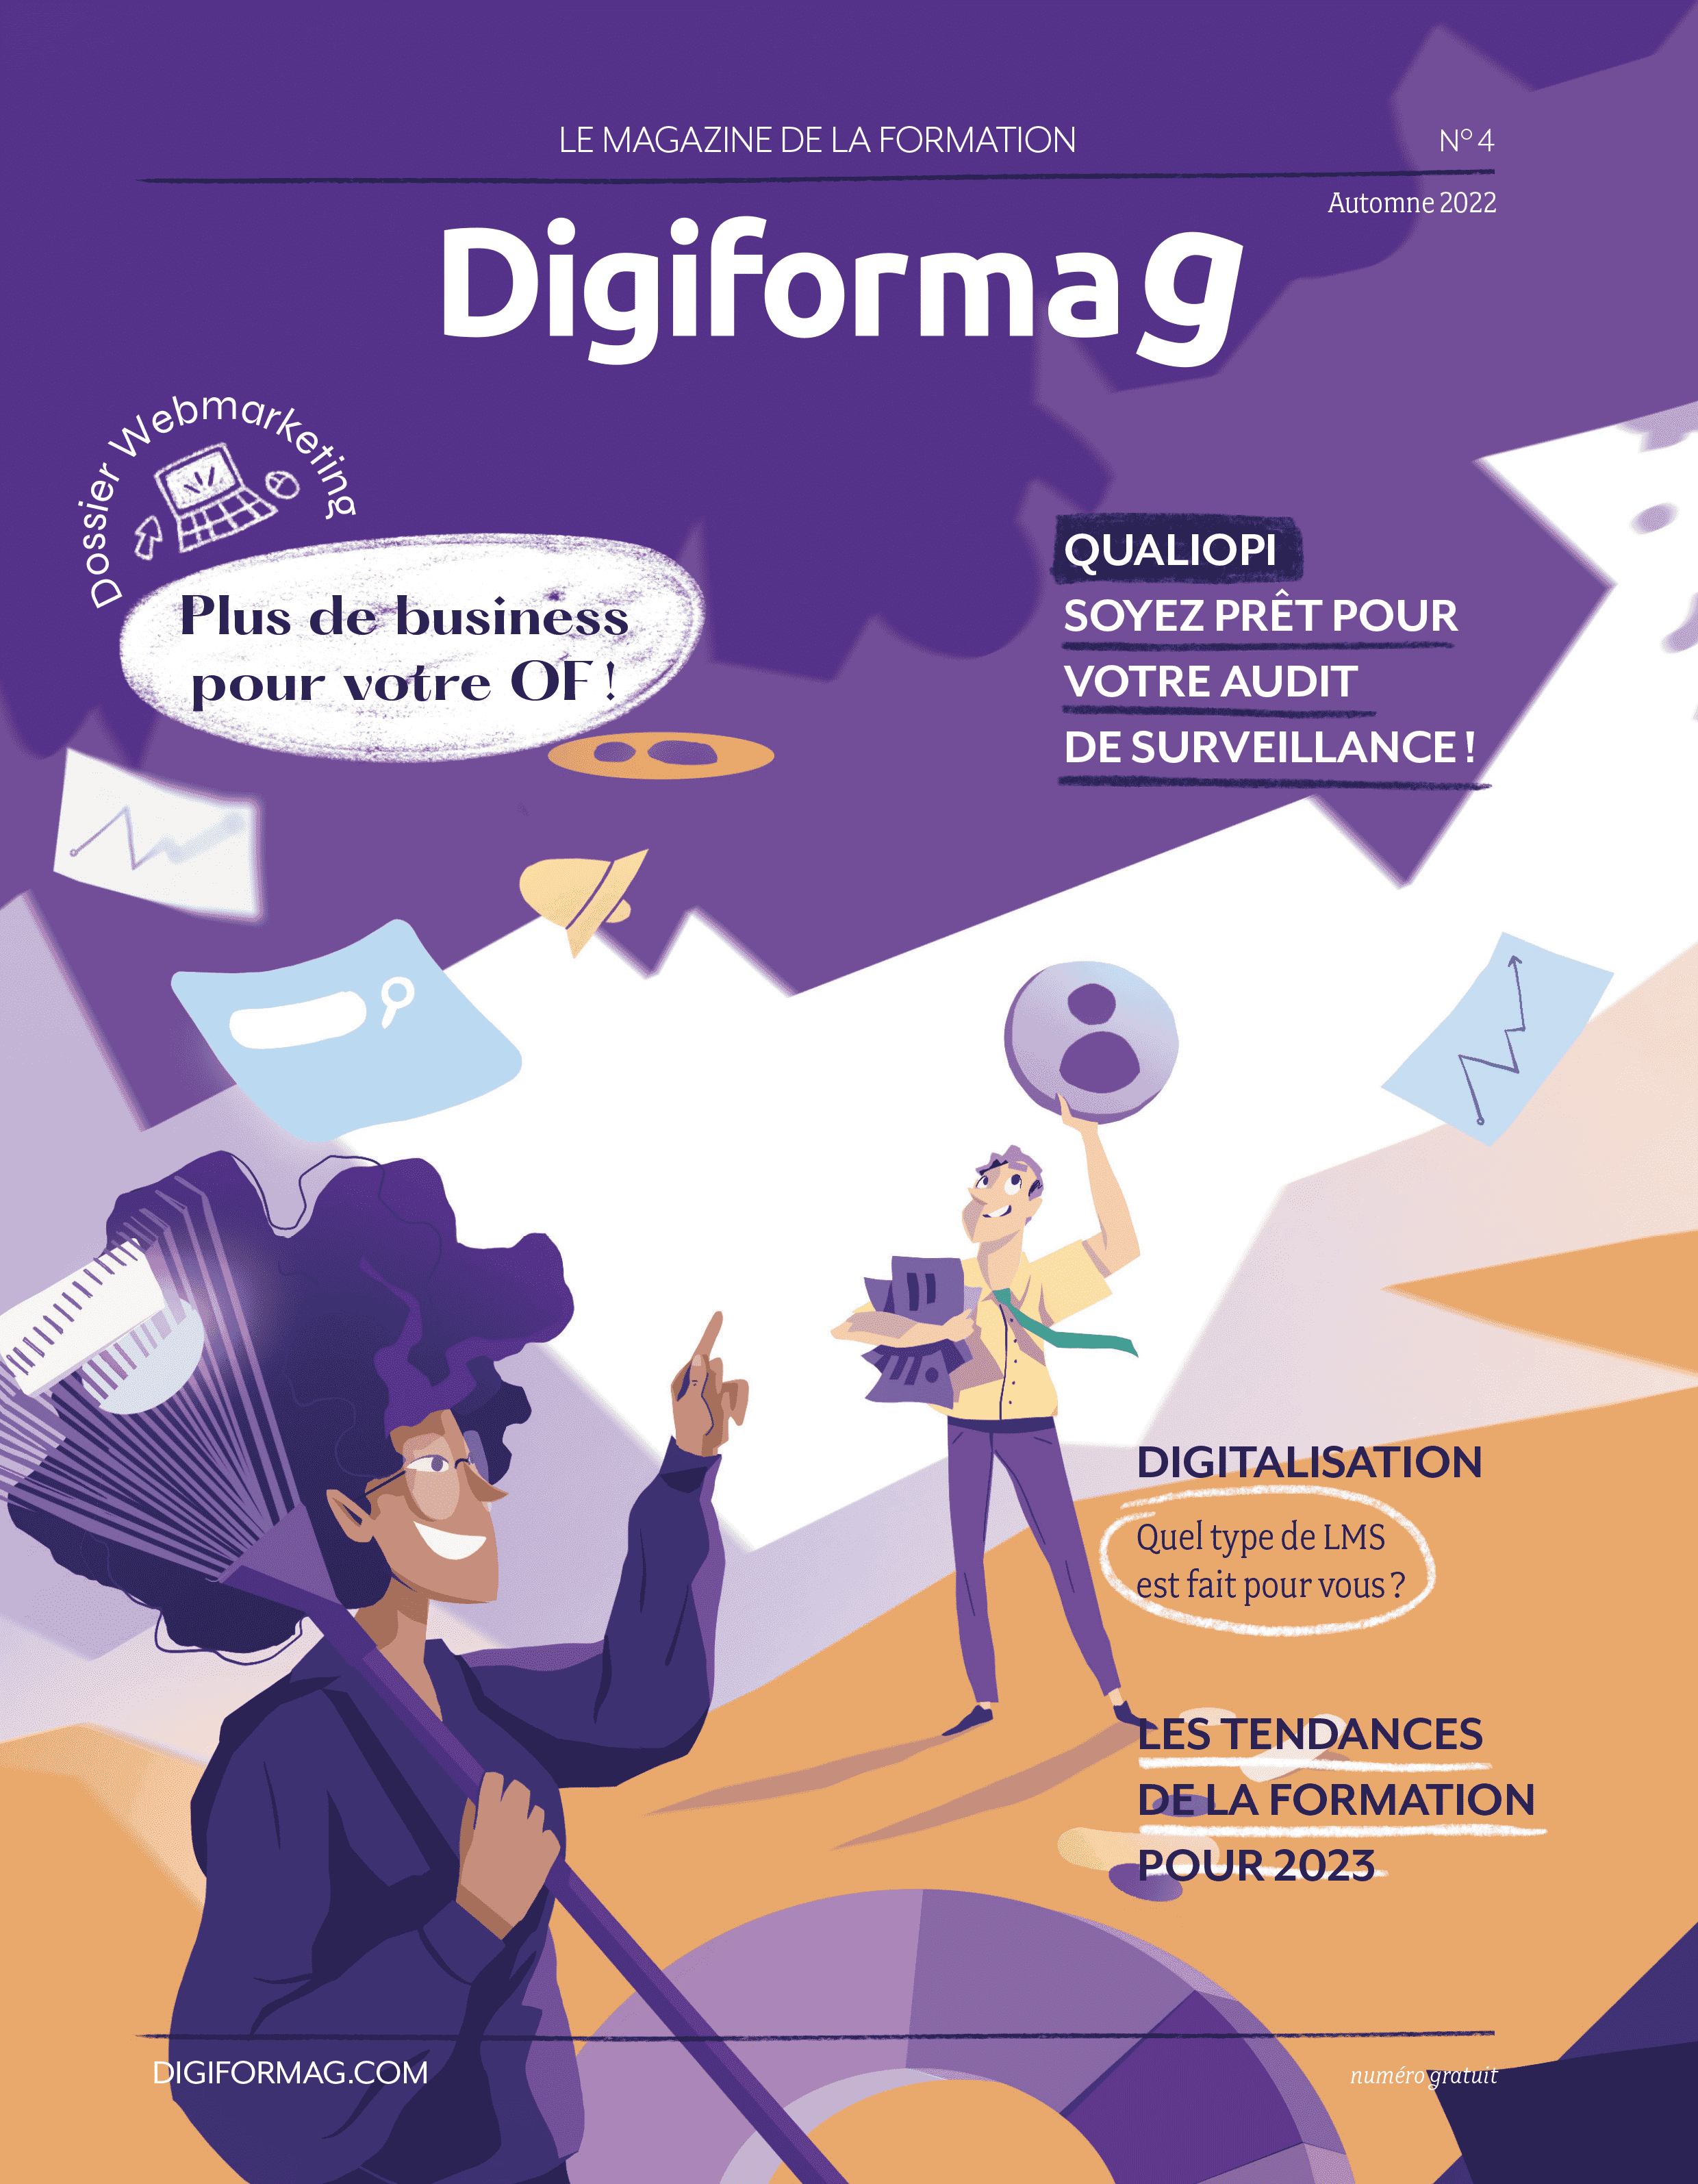 LE MAGAZINE DE LA FORMATION
N° 4
Automne 2022
Digiformag
Dossier Webmarketing
Plus de business
pour votre OF !
QUALIOPI
SOYEZ PRÊT POUR
VOTRE AUDIT
DE SURVEILLANCE !
DIGITALISATION
Quel type de LMS
est fait pour vous ?
LES TENDANCES
DE LA FORMATION
POUR 2023
DIGIFORMAG.COM
numéro gratuit